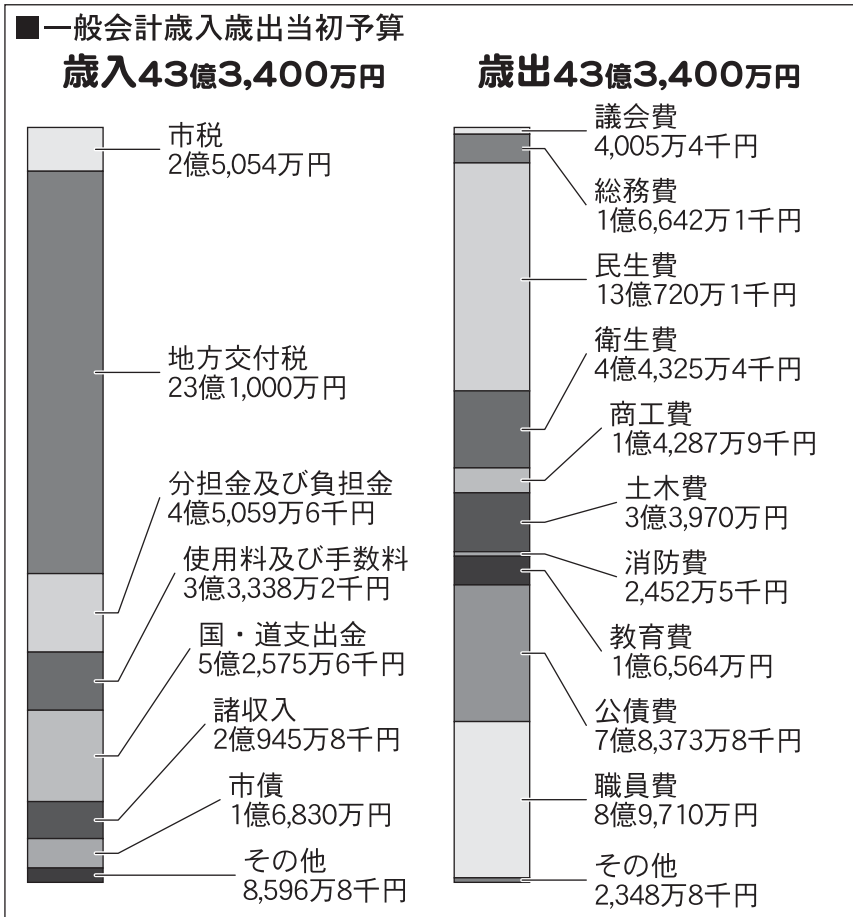 ■一般会計歳入歳出当初予算
歳入43億3,400万円
市税
2億5,054万円
地方交付税
23億1,000万円
分担金及び負担金
4億5,059万6千円
使用料及び手数料
3億3,338万2千円
国・道支出金
5億2,575万6千円
諸収入
2億945万8千円
市債
1億6,830万円
その他
8,596万8千円
歳出43億3,400万円
議会費
4,005万4千円
総務費
1億6,642万1千円
民生費
13億720万1千円
衛生費
4億4,325万4千円
商工費
1億4,287万9千円
土木費
3億3,970万円
消防費
2,452万5千円
教育費
1億6,564万円
公債費
7億8,373万8千円
職員費
8億9,710万円
その他
2,348万8千円